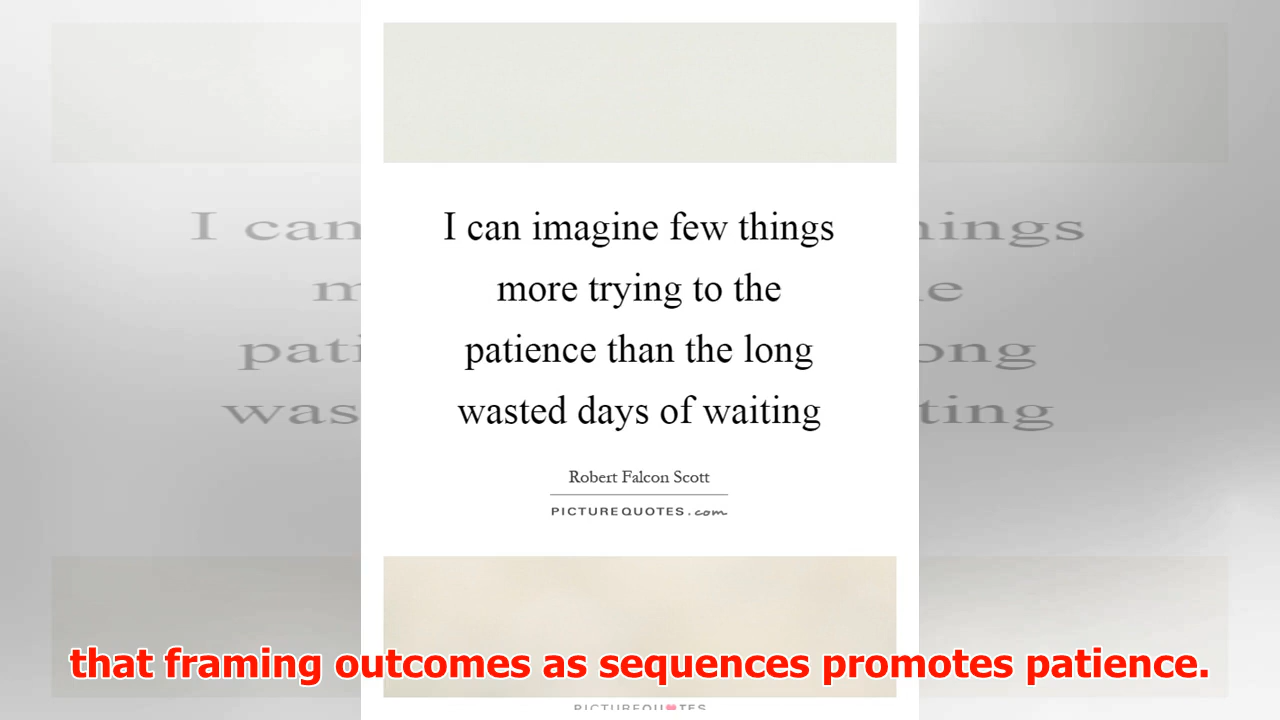 I can imagine few things
more trying to the
patience than the long
wasted days of waiting
Robert Falcon Scott
PICTUREQUOTES.com
that framing outcomes as sequences promotes patience.
PICTUREQUOTES